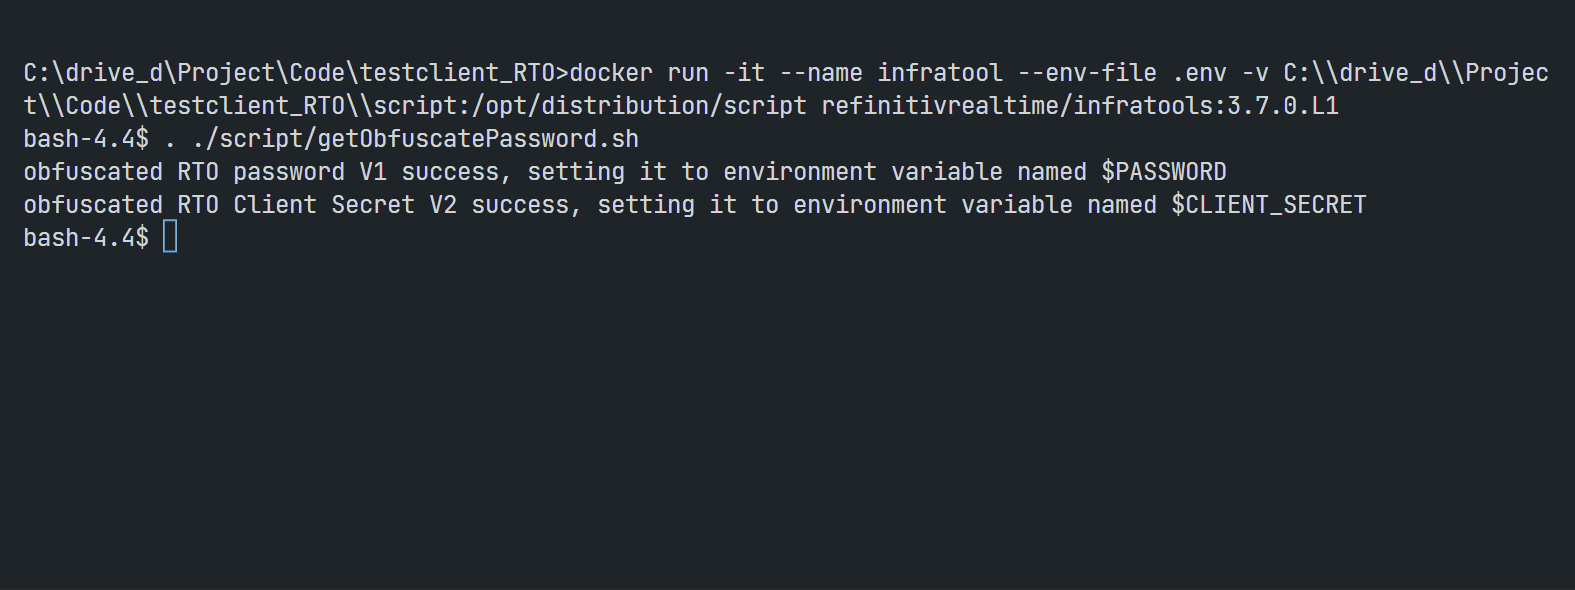 C:\drive_d\Project\Code\testclient_RTO>docker run -it --name infratool --env-file .env -v C:\\drive_d\\Projec
t\\Code\\testclient_RTO\\script:/opt/distribution/script refinitivrealtime/infratools:3.7.0.L1
bash-4.4$ . ./script/getObfuscatePassword.sh
obfuscated RTO password V1 success, setting it to environment variable named $PASSWORD
obfuscated RTO Client Secret V2 success, setting it to environment variable named $CLIENT_SECRET
bash-4.4$